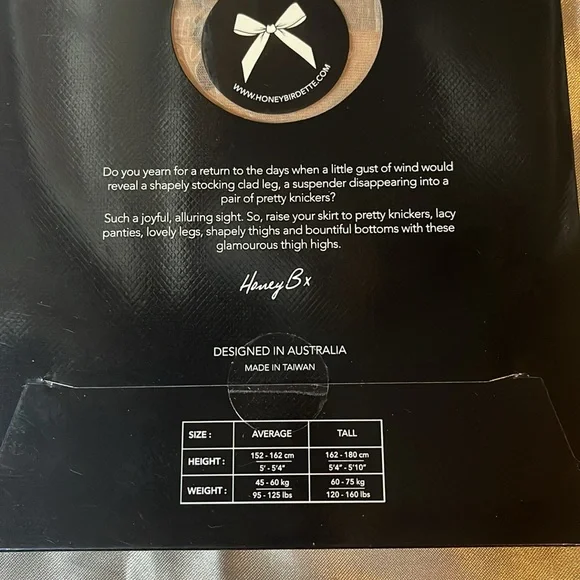 WWW.HONEYBIRDETTE.COM
Do you yearn for a return to the days when a little gust of wind would
reveal a shapely stocking clad leg, a suspender disappearing into a
pair of pretty knickers?
Such a joyful, alluring sight. So, raise your skirt to pretty knickers, lacy
panties, lovely legs, shapely thighs and bountiful bottoms with these
glamourous thigh highs.
Honey B x
DESIGNED IN AUSTRALIA
MADE IN TAIWAN
SIZE : AVERAGE TALL
HEIGHT : 152 - 162 cm 162 - 180 cm
5' - 5'4" 5'4" - 5'10"
WEIGHT : 45 - 60 kg 60 - 75 kg
95 - 125 lbs 120 - 160 lbs